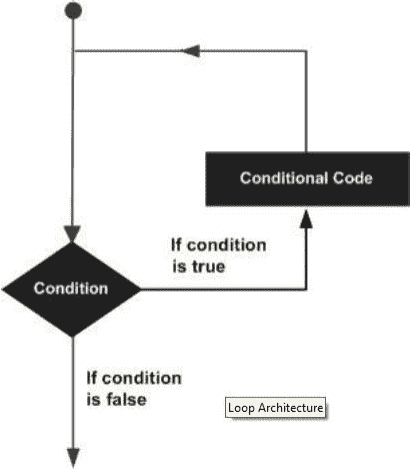 Conditional Code
If condition
is true
Condition
If condition
is false
Loop Architecture